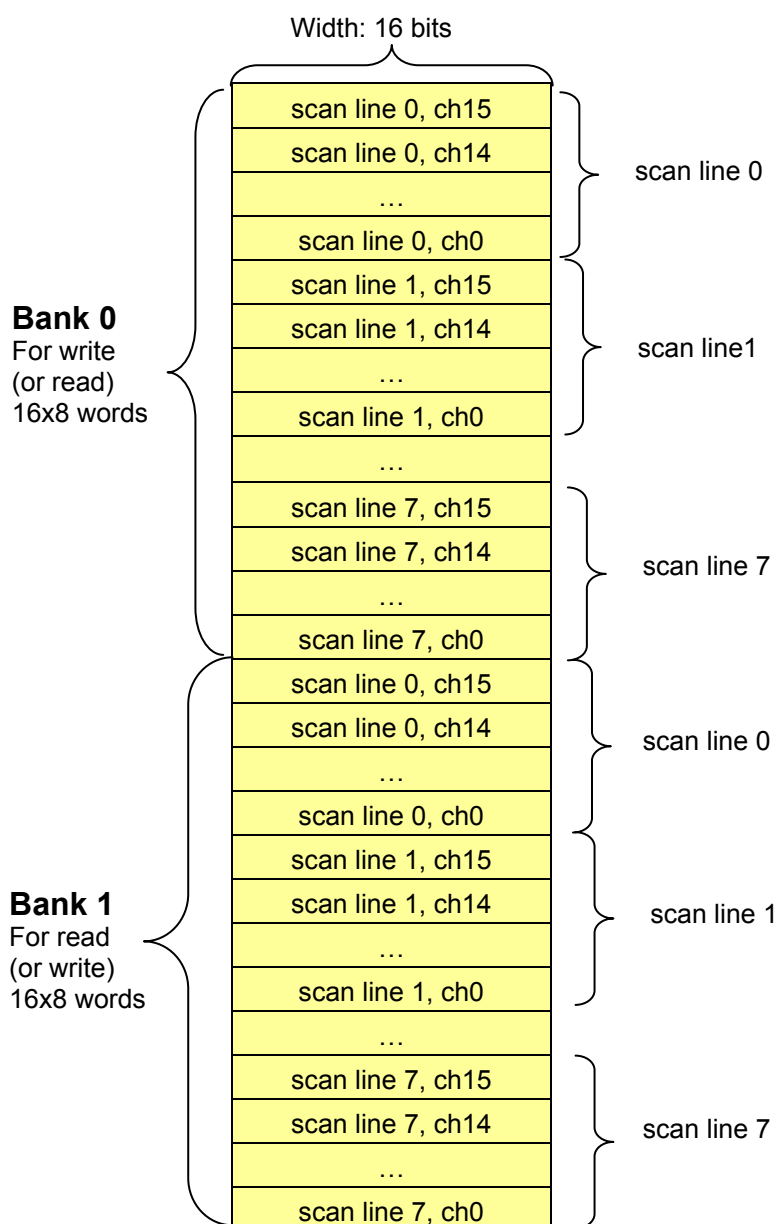 Width: 16 bits
scan line 0, ch15
scan line 0, ch14
…
scan line 0, ch0
scan line 0
scan line 1, ch15
scan line 1, ch14
…
scan line 1, ch0
scan line1
Bank 0
For write
(or read)
16x8 words
…
scan line 7, ch15
scan line 7, ch14
…
scan line 7, ch0
scan line 7
scan line 0, ch15
scan line 0, ch14
…
scan line 0, ch0
scan line 0
scan line 1, ch15
scan line 1, ch14
…
scan line 1, ch0
scan line 1
Bank 1
For read
(or write)
16x8 words
…
scan line 7, ch15
scan line 7, ch14
…
scan line 7, ch0
scan line 7